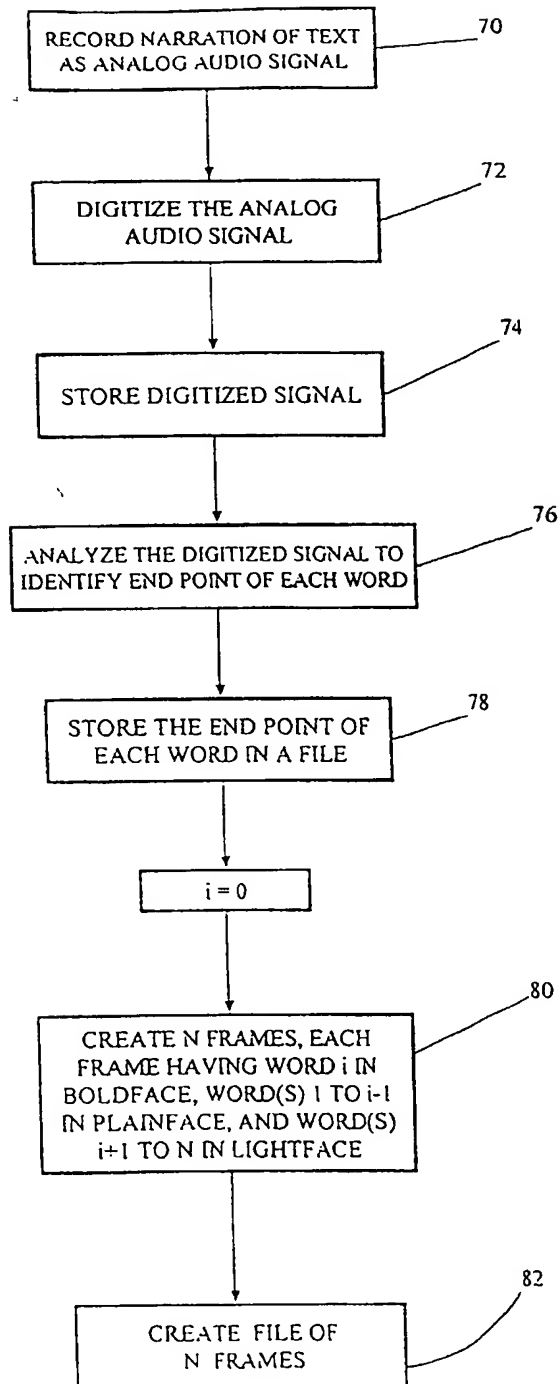 RECORD NARRATION OF TEXT
AS ANALOG AUDIO SIGNAL
70
DIGITIZE THE ANALOG
AUDIO SIGNAL
72
STORE DIGITIZED SIGNAL
74
ANALYZE THE DIGITIZED SIGNAL TO
IDENTIFY END POINT OF EACH WORD
76
STORE THE END POINT OF
EACH WORD IN A FILE
78
i = 0
CREATE N FRAMES, EACH
FRAME HAVING WORD i IN
BOLDFACE, WORD(S) 1 TO i-1
IN PLAINFACE, AND WORD(S)
i+1 TO N IN LIGHTFACE
80
CREATE FILE OF
N FRAMES
82